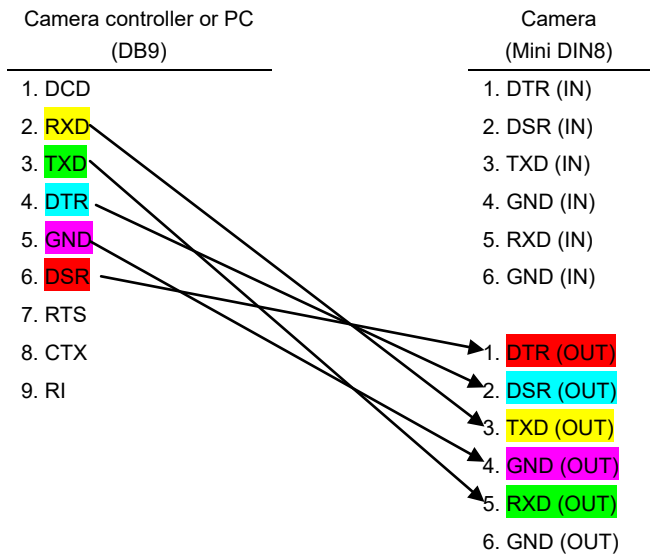 Camera controller or PC
(DB9)
1. DCD
2. RXD
3. TXD
4. DTR
5. GND
6. DSR
7. RTS
8. CTX
9. RI
Camera
(Mini DIN8)
1. DTR (IN)
2. DSR (IN)
3. TXD (IN)
4. GND (IN)
5. RXD (IN)
6. GND (IN)
1. DTR (OUT)
2. DSR (OUT)
3. TXD (OUT)
4. GND (OUT)
5. RXD (OUT)
6. GND (OUT)